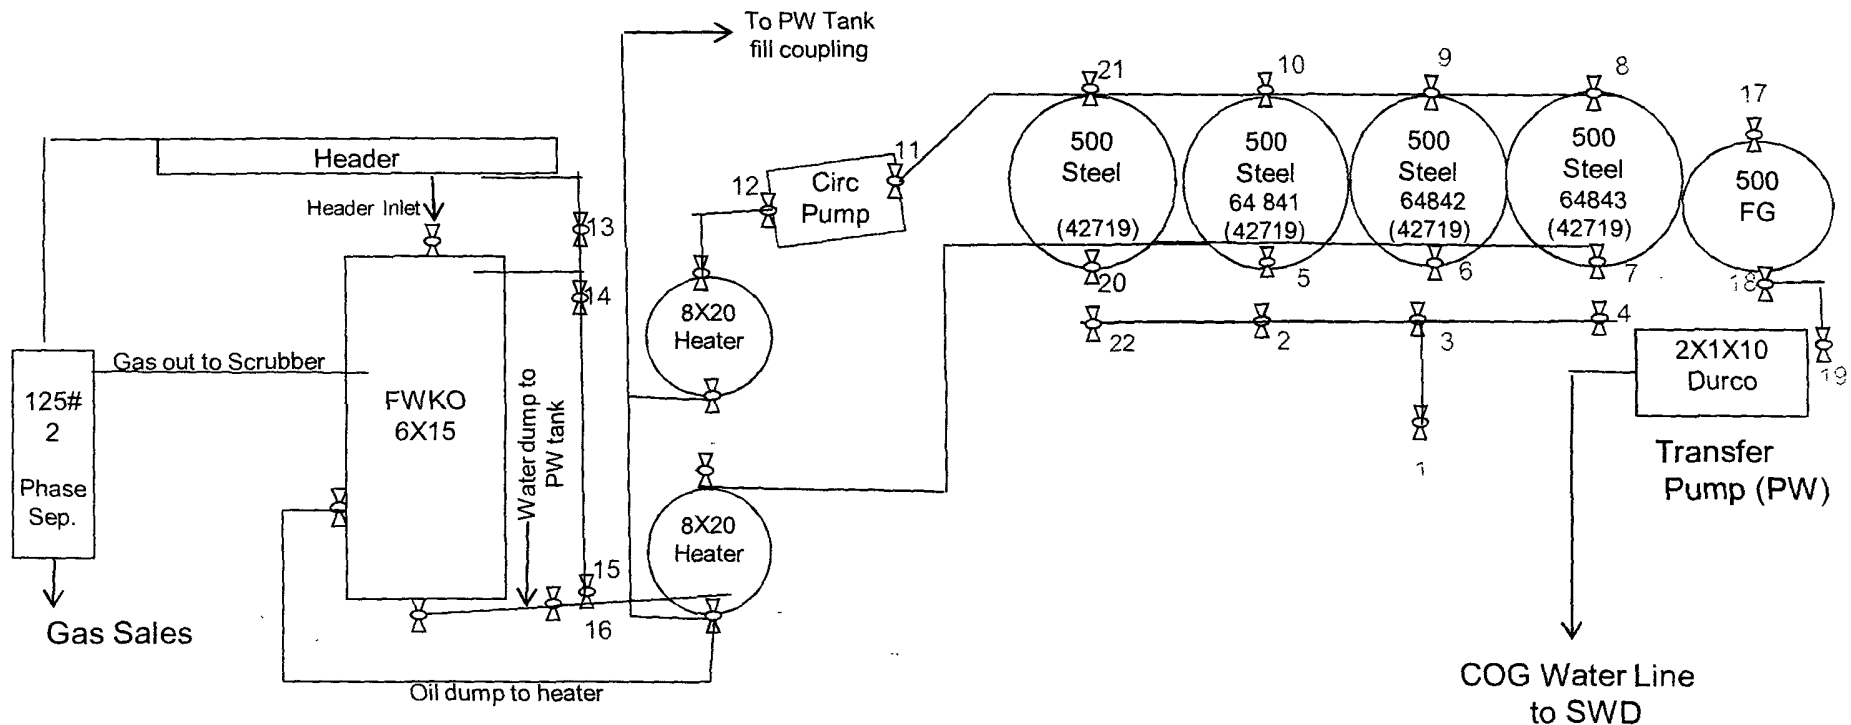 To PW Tank
fill coupling
Header
Header Inlet
13
14
Gas out to Scrubber
125#
2
Phase
Sep.
Gas Sales
FWKO
6X15
Water dump to
PW tank
15
16
Oil dump to heater
8X20
Heater
8X20
Heater
12
Circ
Pump
11
21
10
9
8
17
500
Steel
(42719)
500
Steel
64 841
(42719)
500
Steel
64842
(42719)
500
Steel
64843
(42719)
500
FG
20
5
6
7
18
22
2
3
4
19
1
2X1X10
Durco
Transfer
Pump (PW)
COG Water Line
to SWD